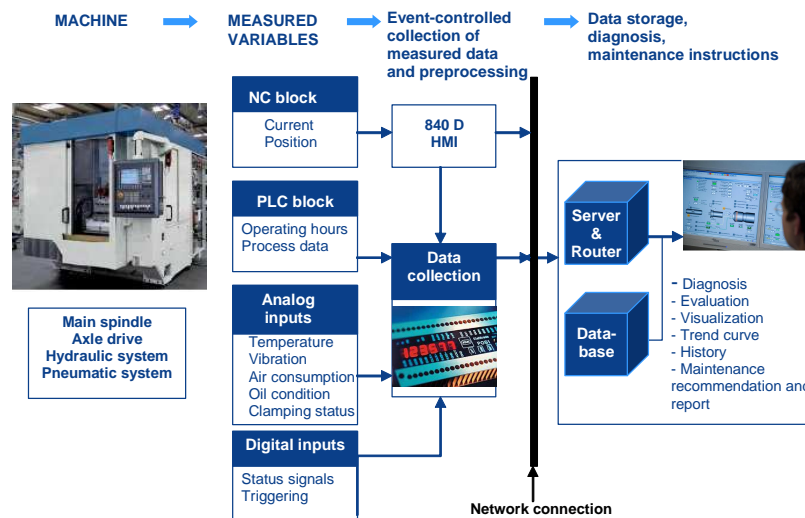 MACHINE
MEASURED
VARIABLES
Event-controlled
collection of
measured data
and preprocessing
Data storage,
diagnosis,
maintenance instructions
NC block
Current
Position
840 D
HMI
PLC block
Operating hours
Process data
Data
collection
Analog
inputs
Temperature
Vibration
Air consumption
Oil condition
Clamping status
Digital inputs
Status signals
Triggering
Main spindle
Axle drive
Hydraulic system
Pneumatic system
Server
&
Router
Data-
base
- Diagnosis
- Evaluation
- Visualization
- Trend curve
- History
- Maintenance
recommendation and
report
Network connection